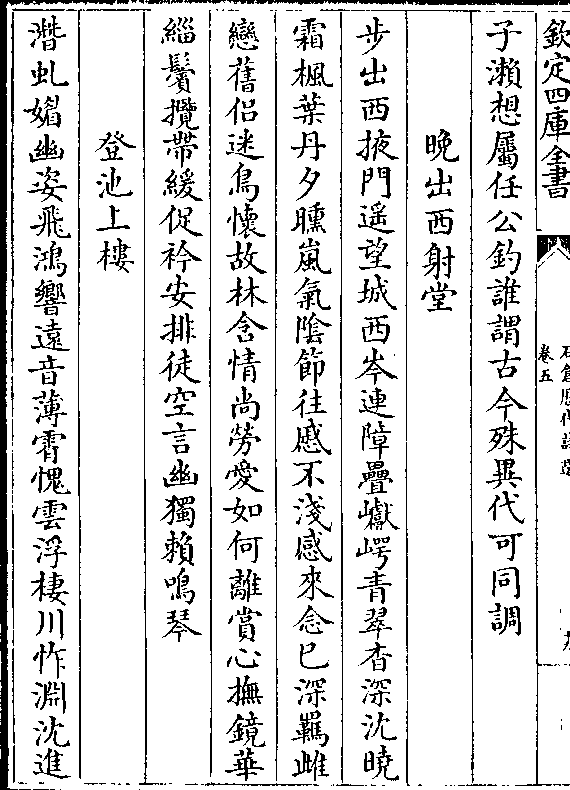 欽定四庫全書
卷五
子瀨想屬任公釣誰謂古今殊異代可同調
晚出西射堂
步出西掖門遥望城西岑連障疊巘崿青翠杳深沈曉
霜楓葉丹夕曛嵐氣陰節往慼不淺感來念已深羈雌
戀舊侣迷鳥懷故林含情尚勞愛如何離賞心撫鏡華
緇鬢攬帶緩促衿安排徒空言幽獨賴鳴琴
登池上樓
潛虬媚幽姿飛鴻響遠音薄霄愧雲浮棲川怍淵沈進